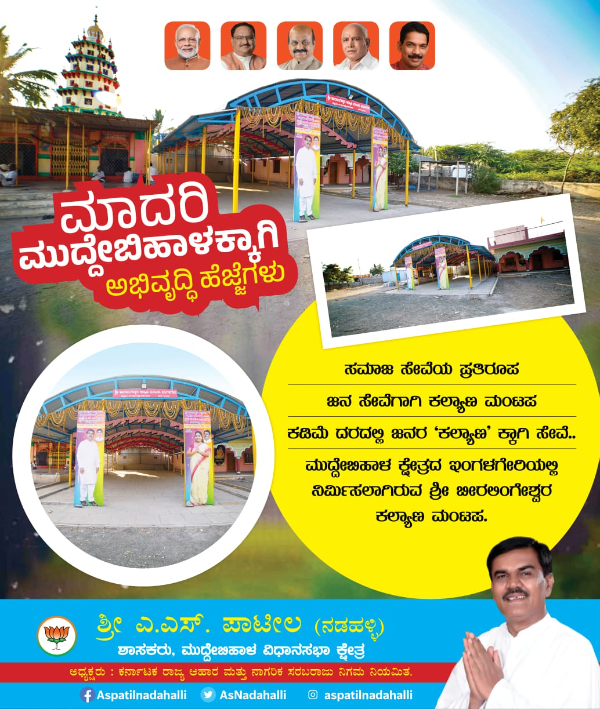 ಮಾದರಿ
ಮುದ್ದೇಬಿಹಾಳಕ್ಕಾಗಿ
ಅಭಿವೃದ್ಧಿ ಹೆಜ್ಜೆಗಳು
ಸಮಾಜ ಸೇವೆಯ ಪ್ರತಿರೂಪ
ಜನ ಸೇವೆಗಾಗಿ ಕಲ್ಯಾಣ ಮಂಟಪ
ಕಡಿಮೆ ದರದಲ್ಲಿ ಜನರ ‘ಕಲ್ಯಾಣ’ ಕ್ಕಾಗಿ ಸೇವೆ..
ಮುದ್ದೇಬಿಹಾಳ ಕ್ಷೇತ್ರದ ಇಂಗಳಗೇರಿಯಲ್ಲಿ
ನಿರ್ಮಿಸಲಾಗಿರುವ ಶ್ರೀ ಬೀರಲಿಂಗೇಶ್ವರ
ಕಲ್ಯಾಣ ಮಂಟಪ.
ಶ್ರೀ ಎ.ಎಸ್. ಪಾಟೀಲ (ನಡಹಳ್ಳಿ)
ಶಾಸಕರು, ಮುದ್ದೇಬಿಹಾಳ ವಿಧಾನಸಭಾ ಕ್ಷೇತ್ರ
ಅಧ್ಯಕ್ಷರು : ಕರ್ನಾಟಕ ರಾಜ್ಯ ಆಹಾರ ಮತ್ತು ನಾಗರಿಕ ಸರಬರಾಜು ನಿಗಮ ನಿಯಮಿತ.
Aspatilnadahalli AsNadahalli aspatilnadahalli